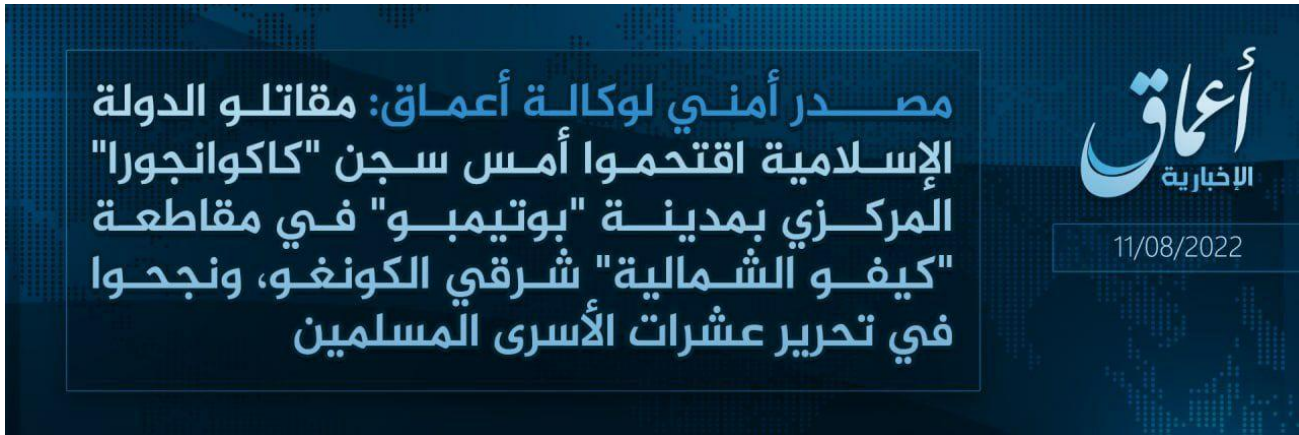 مصدر أمني لوكالة أعماق: مقاتلو الدولة
الإسلامية اقتحموا أمس سجن "كاكوانجورا"
المركزي بمدينة "بوتيمبو" في مقاطعة
"كيفو الشمالية" شرقي الكونغو، ونجحوا
في تحرير عشرات الأسرى المسلمين
أعماق
الإخبارية
11/08/2022